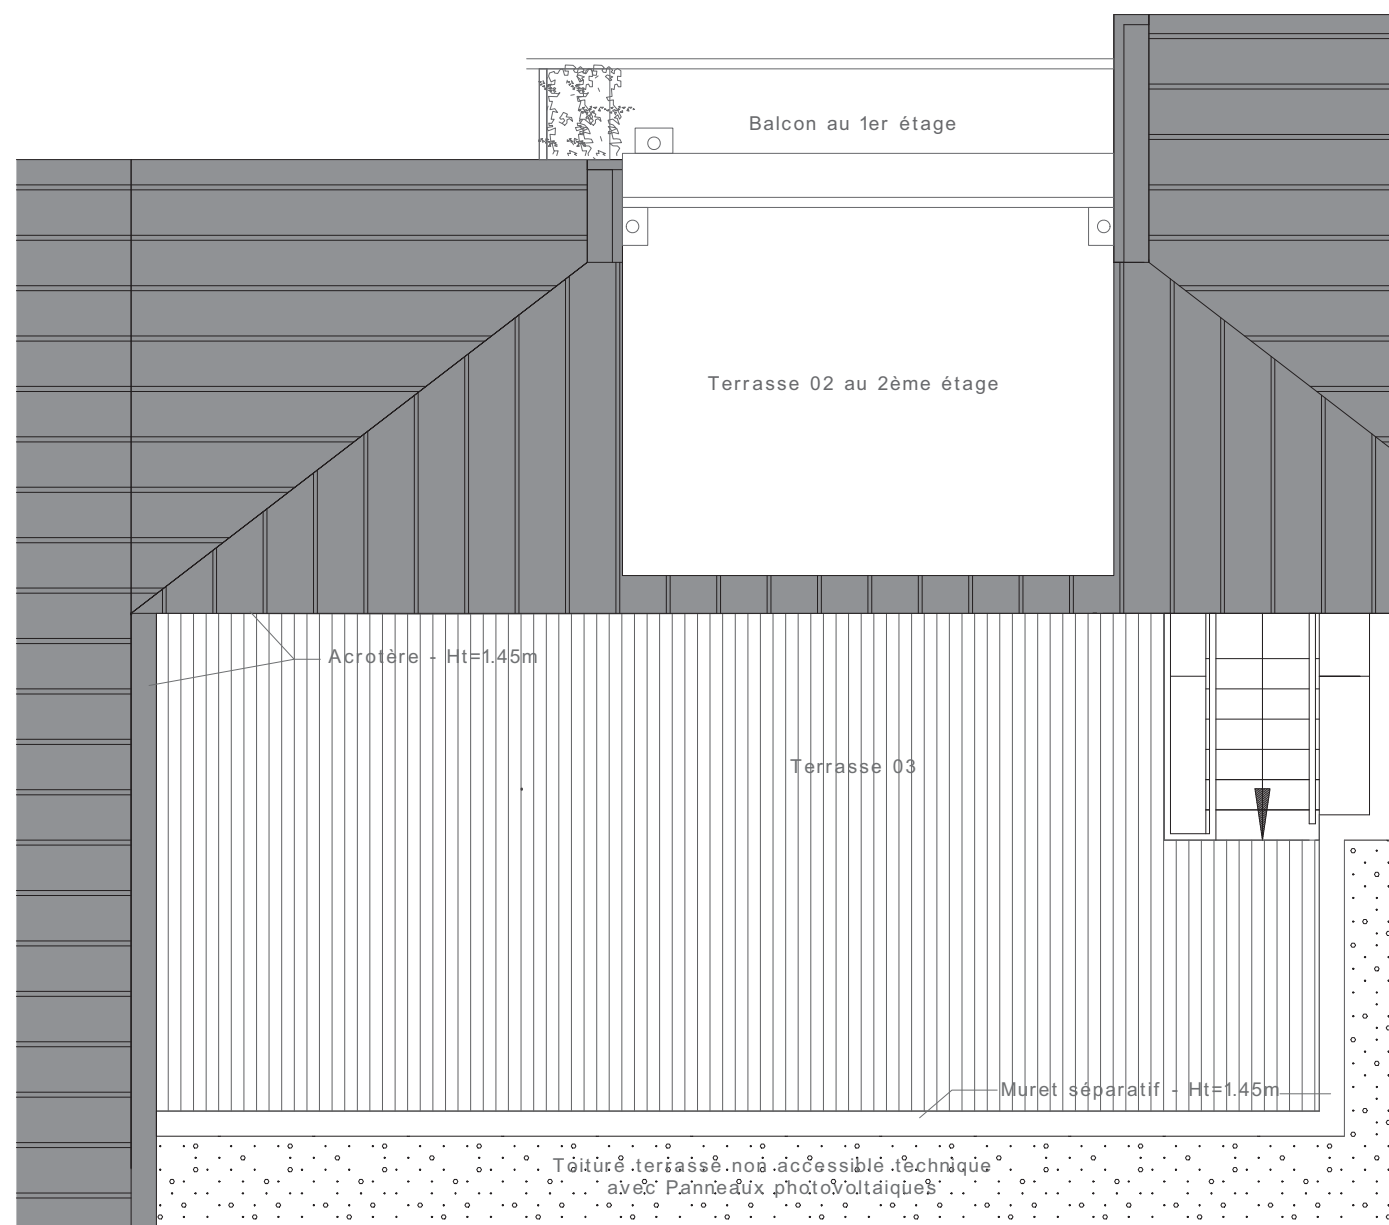 Balcon au 1er étage
Terrasse 02 au 2ème étage
Acrotère - Ht=1.45m
Terrasse 03
Muret séparatif - Ht=1.45m
Toiture terrasse non accessible technique
avec Panneaux photovoltaiques